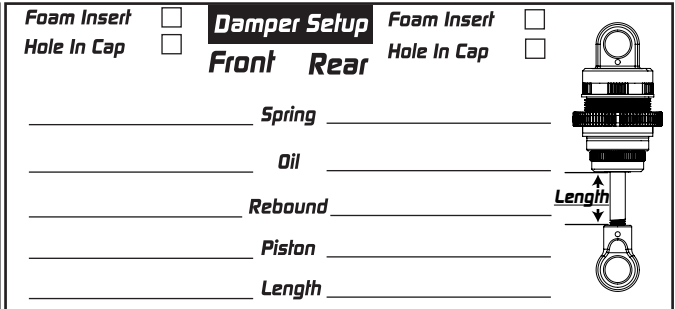 Foam Insert Damper Setup Foam Insert
Hole In Cap Front Rear Hole In Cap
Spring
Oil
Length
Rebound
Piston
Length